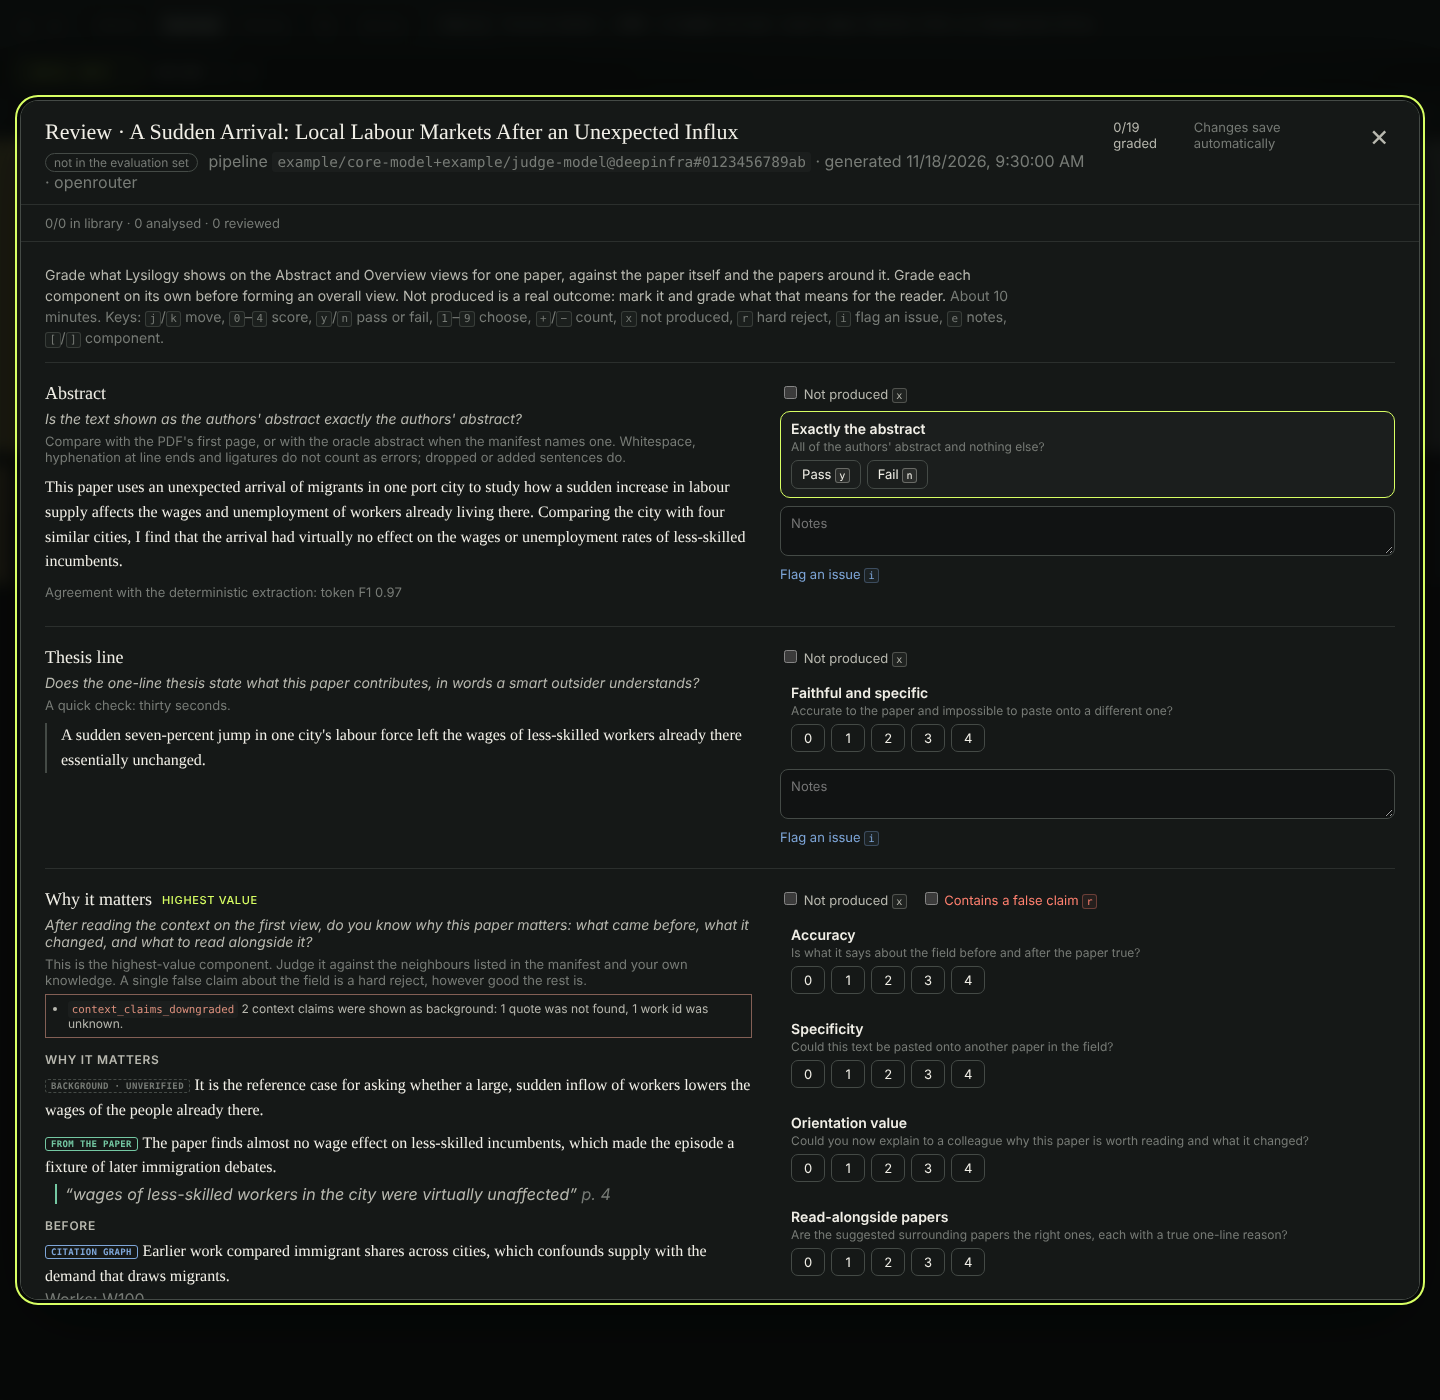 Review · A Sudden Arrival: Local Labour Markets After an Unexpected Influx
not in the evaluation set pipeline example/core-model+example/judge-model@deepinfra#0123456789ab · generated 11/18/2026, 9:30:00 AM
· openrouter
0/19
graded
Changes save
automatically
✕
0/0 in library · 0 analysed · 0 reviewed
Grade what Lysilogy shows on the Abstract and Overview views for one paper, against the paper itself and the papers around it. Grade each
component on its own before forming an overall view. Not produced is a real outcome: mark it and grade what that means for the reader. About 10
minutes. Keys: j/k move, 0–4 score, y/n pass or fail, 1–9 choose, +/− count, x not produced, r hard reject, i flag an issue, e notes,
[/] component.
Abstract
Is the text shown as the authors' abstract exactly the authors' abstract?
Compare with the PDF's first page, or with the oracle abstract when the manifest names one. Whitespace,
hyphenation at line ends and ligatures do not count as errors; dropped or added sentences do.
This paper uses an unexpected arrival of migrants in one port city to study how a sudden increase in labour
supply affects the wages and unemployment of workers already living there. Comparing the city with four
similar cities, I find that the arrival had virtually no effect on the wages or unemployment rates of less-skilled
incumbents.
Agreement with the deterministic extraction: token F1 0.97
Not produced x
Exactly the abstract
All of the authors' abstract and nothing else?
Pass y Fail n
Notes
Flag an issue i
Thesis line
Does the one-line thesis state what this paper contributes, in words a smart outsider understands?
A quick check: thirty seconds.
A sudden seven-percent jump in one city's labour force left the wages of less-skilled workers already there
essentially unchanged.
Not produced x
Faithful and specific
Accurate to the paper and impossible to paste onto a different one?
0 1 2 3 4
Notes
Flag an issue i
Why it matters HIGHEST VALUE
After reading the context on the first view, do you know why this paper matters: what came before, what it
changed, and what to read alongside it?
This is the highest-value component. Judge it against the neighbours listed in the manifest and your own
knowledge. A single false claim about the field is a hard reject, however good the rest is.
• context_claims_downgraded 2 context claims were shown as background: 1 quote was not found, 1 work id was
unknown.
WHY IT MATTERS
BACKGROUND · UNVERIFIED It is the reference case for asking whether a large, sudden inflow of workers lowers the
wages of the people already there.
FROM THE PAPER The paper finds almost no wage effect on less-skilled incumbents, which made the episode a
fixture of later immigration debates.
“wages of less-skilled workers in the city were virtually unaffected” p. 4
BEFORE
CITATION GRAPH Earlier work compared immigrant shares across cities, which confounds supply with the
demand that draws migrants.
Works: W100
Not produced x Contains a false claim r
Accuracy
Is what it says about the field before and after the paper true?
0 1 2 3 4
Specificity
Could this text be pasted onto another paper in the field?
0 1 2 3 4
Orientation value
Could you now explain to a colleague why this paper is worth reading and what it changed?
0 1 2 3 4
Read-alongside papers
Are the suggested surrounding papers the right ones, each with a true one-line reason?
0 1 2 3 4